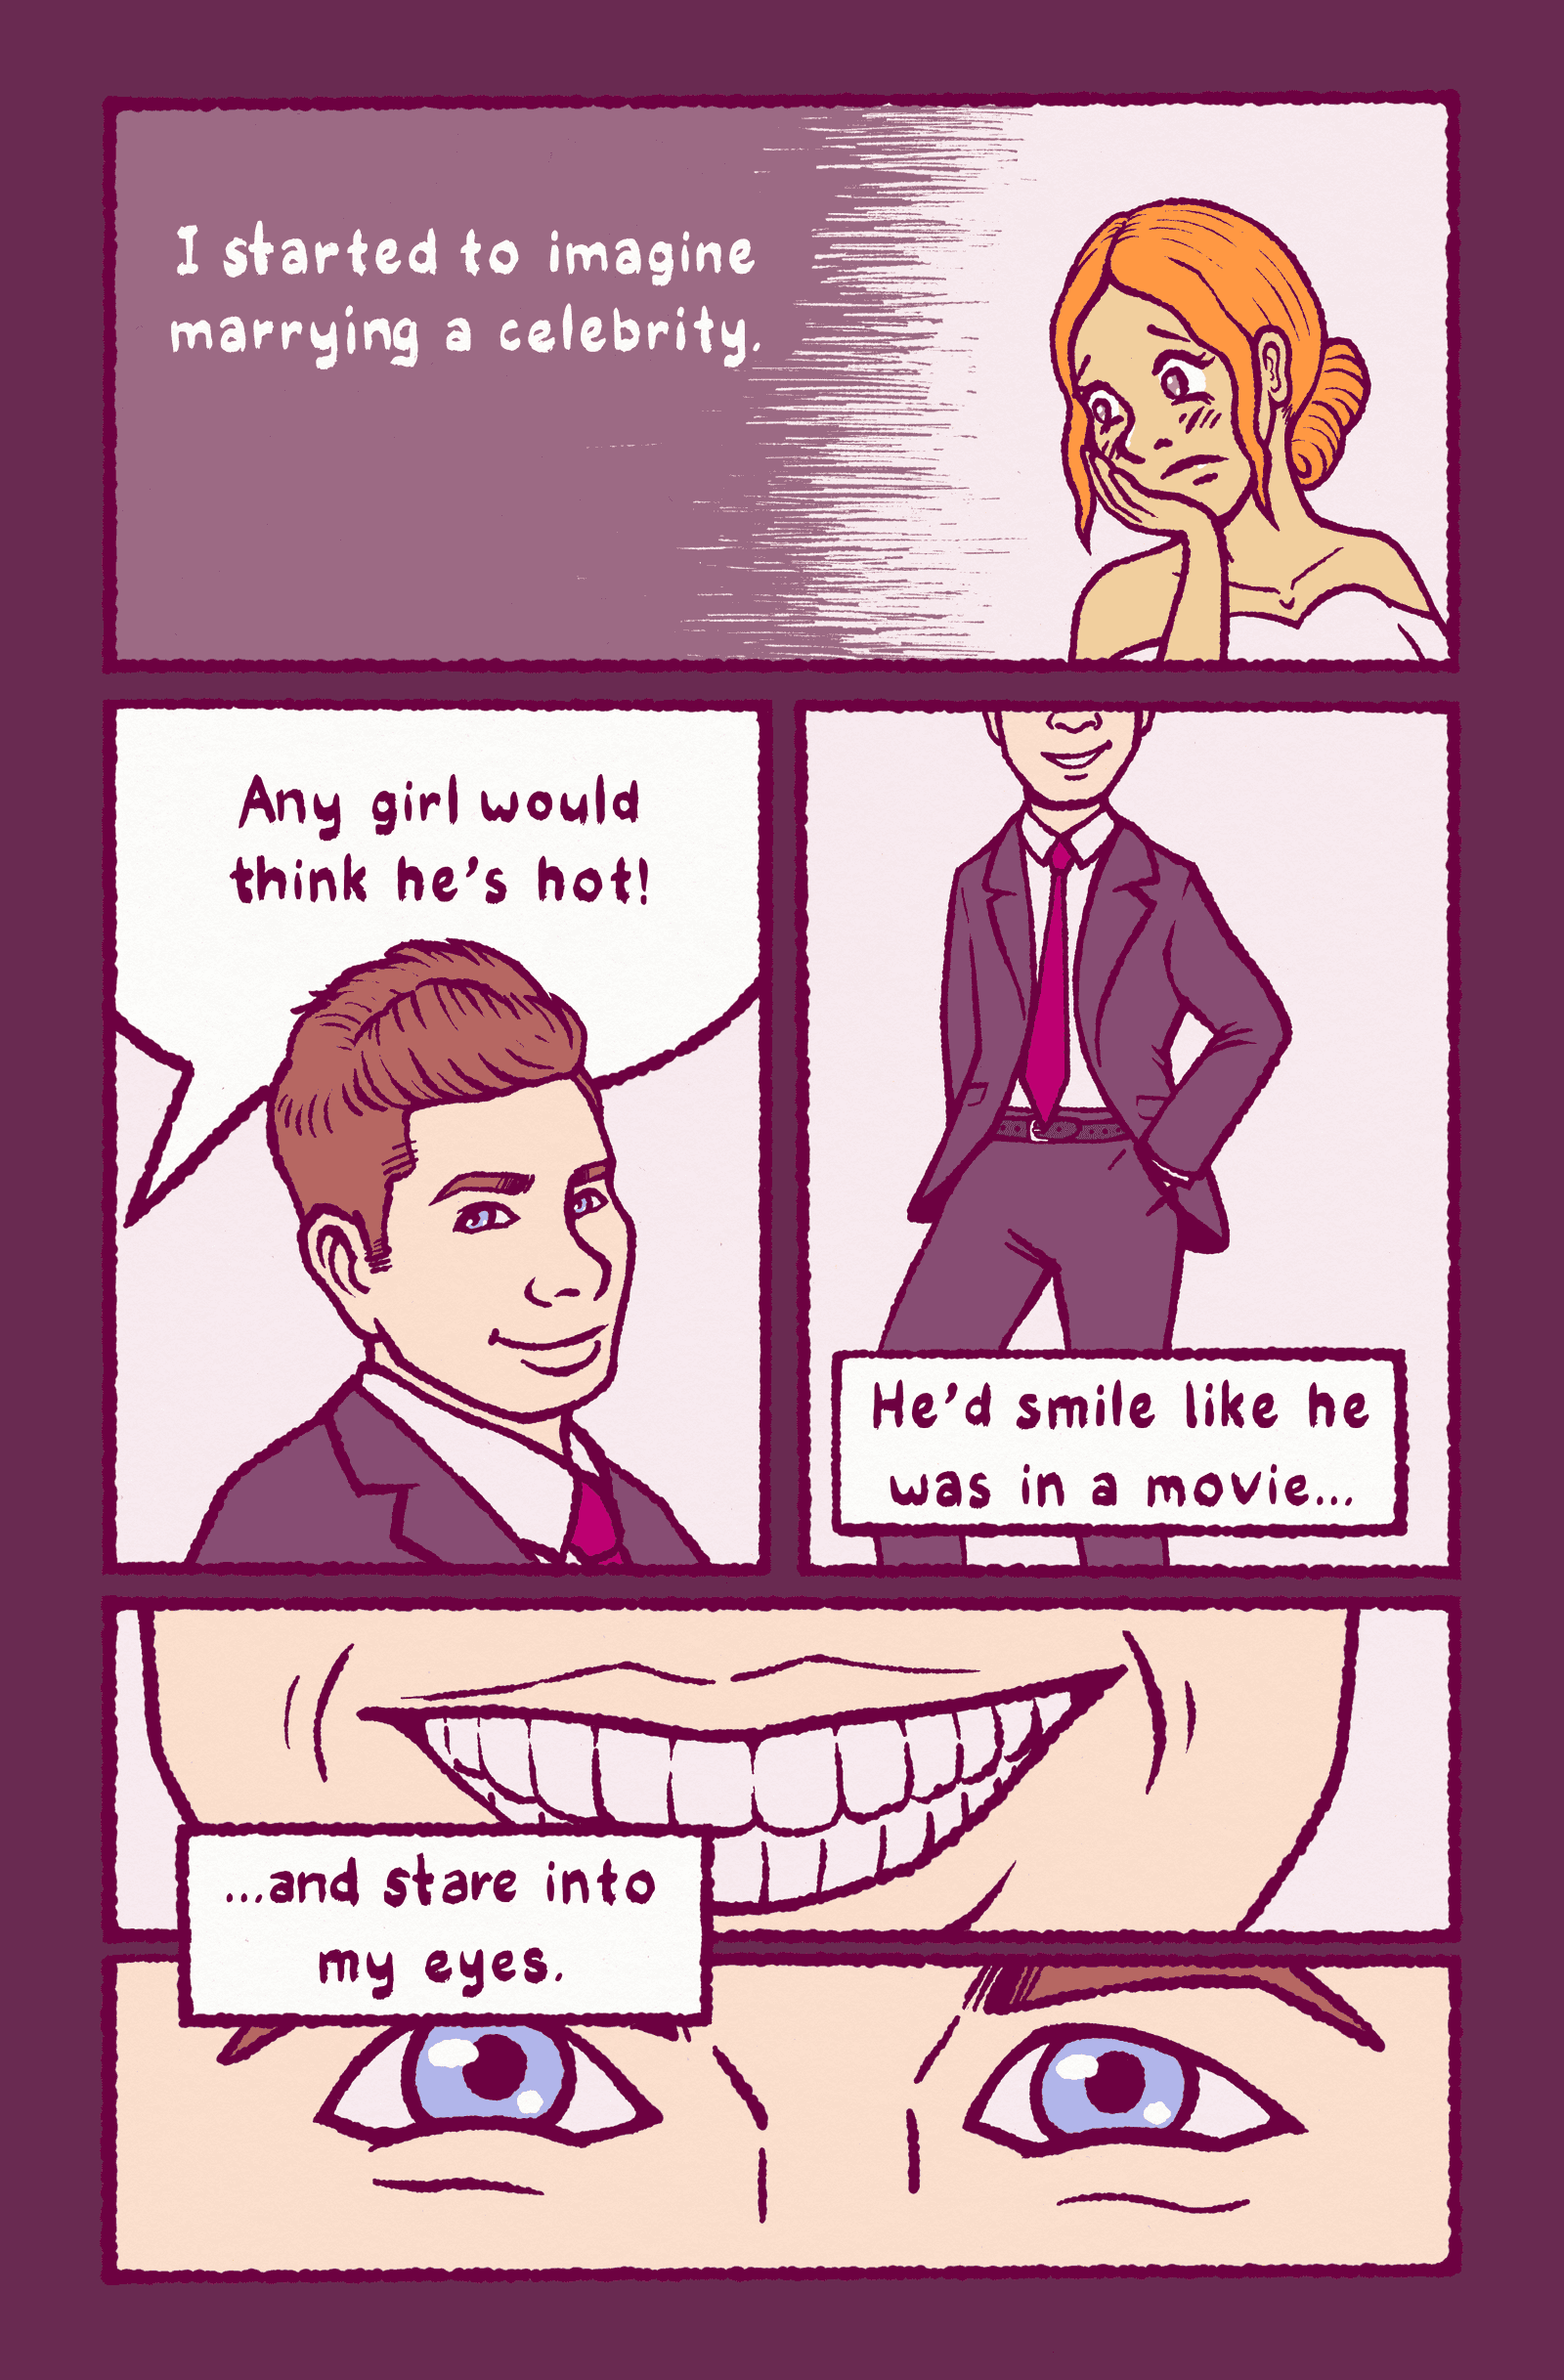 I started to imagine
marrying a celebrity.
Any girl would
think he's hot!
He'd smile like he
was in a movie...
...and stare into
my eyes.